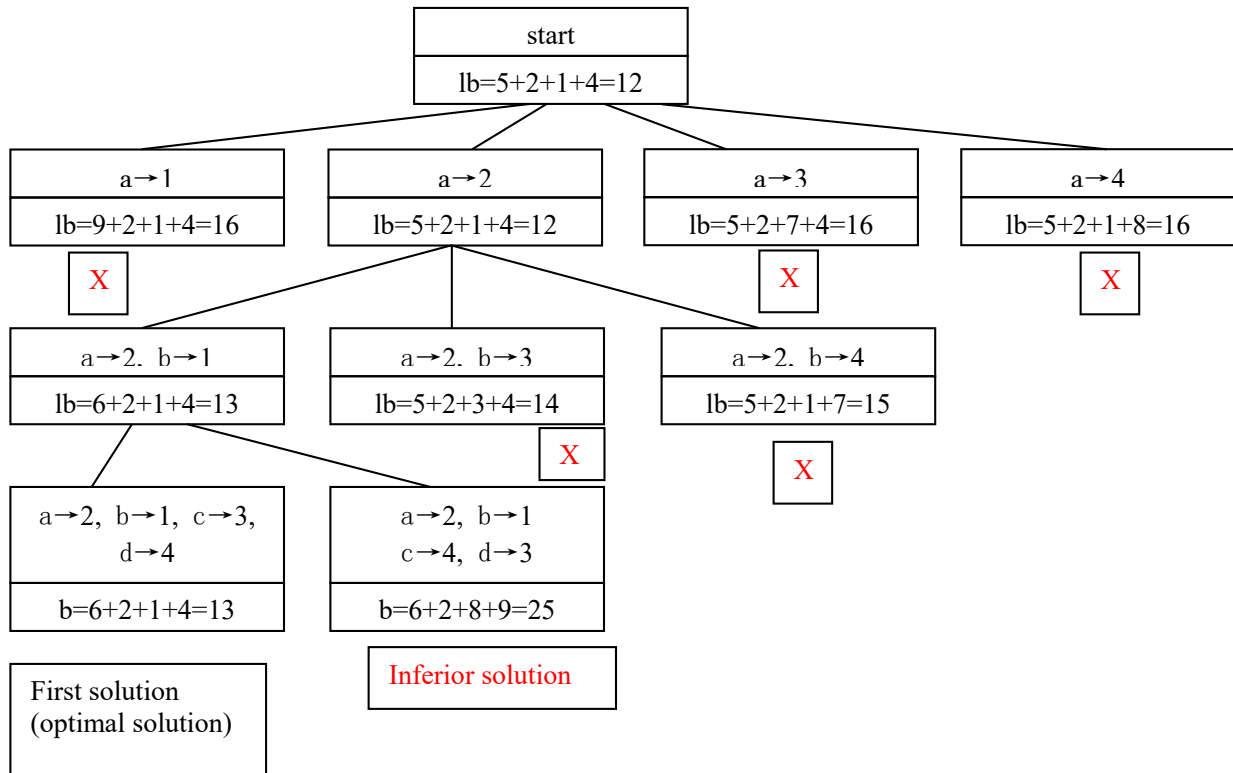 start
lb=5+2+1+4=12
a→1
lb=9+2+1+4=16
X
a→2
lb=5+2+1+4=12
a→3
lb=5+2+7+4=16
X
a→4
lb=5+2+1+8=16
X
a→2, b→1
lb=6+2+1+4=13
a→2, b→3
lb=5+2+3+4=14
X
a→2, b→4
lb=5+2+1+7=15
X
a→2, b→1, c→3,
d→4
b=6+2+1+4=13
a→2, b→1
c→4, d→3
b=6+2+8+9=25
First solution
(optimal solution)
Inferior solution